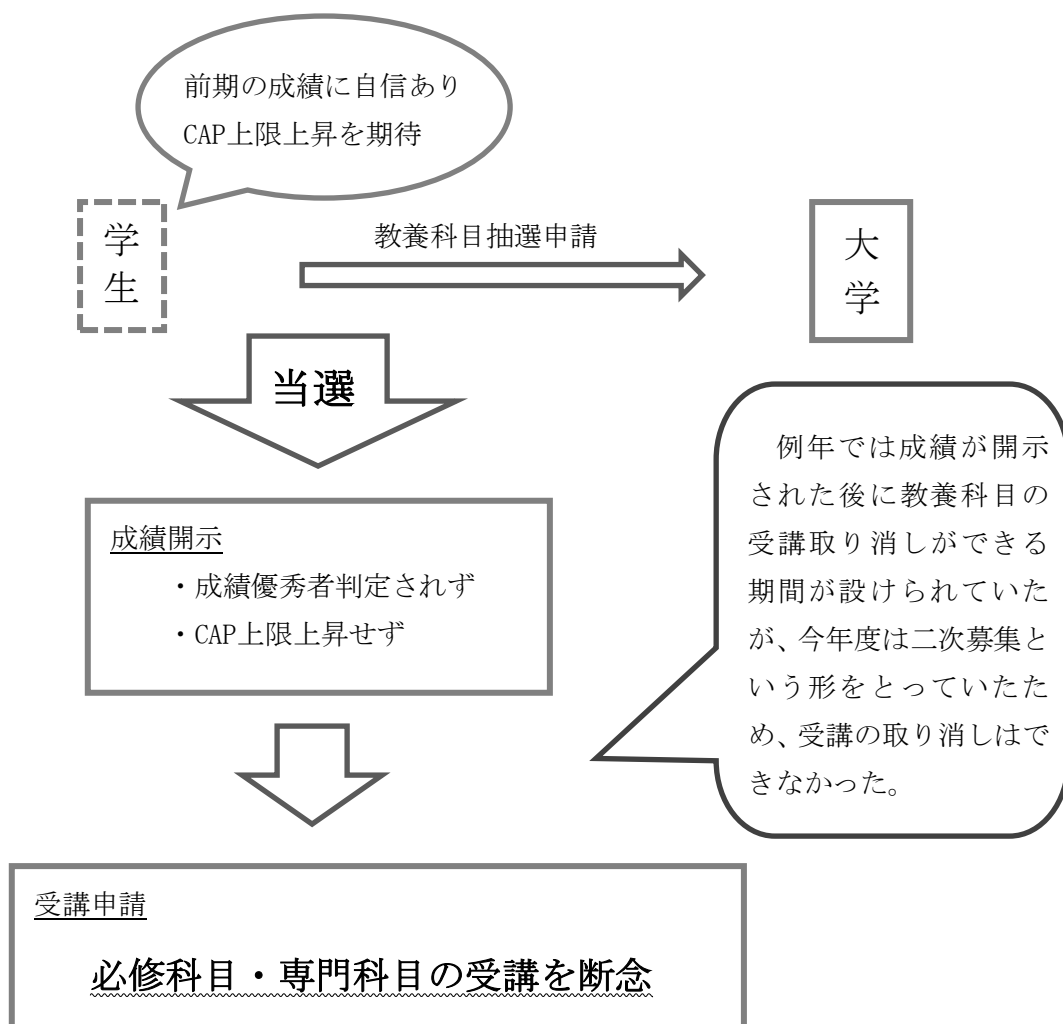 前期の成績に自信あり
CAP上限上昇を期待
学生
教養科目抽選申請
大学
当選
成績開示
・成績優秀者判定されず
・CAP上限上昇せず
例年では成績が開示
された後に教養科目の
受講取り消しができる
期間が設けられていた
が、今年度は二次募集と
いう形をとっていたた
め、受講の取り消しはで
きなかった。
受講申請
必修科目・専門科目の受講を断念